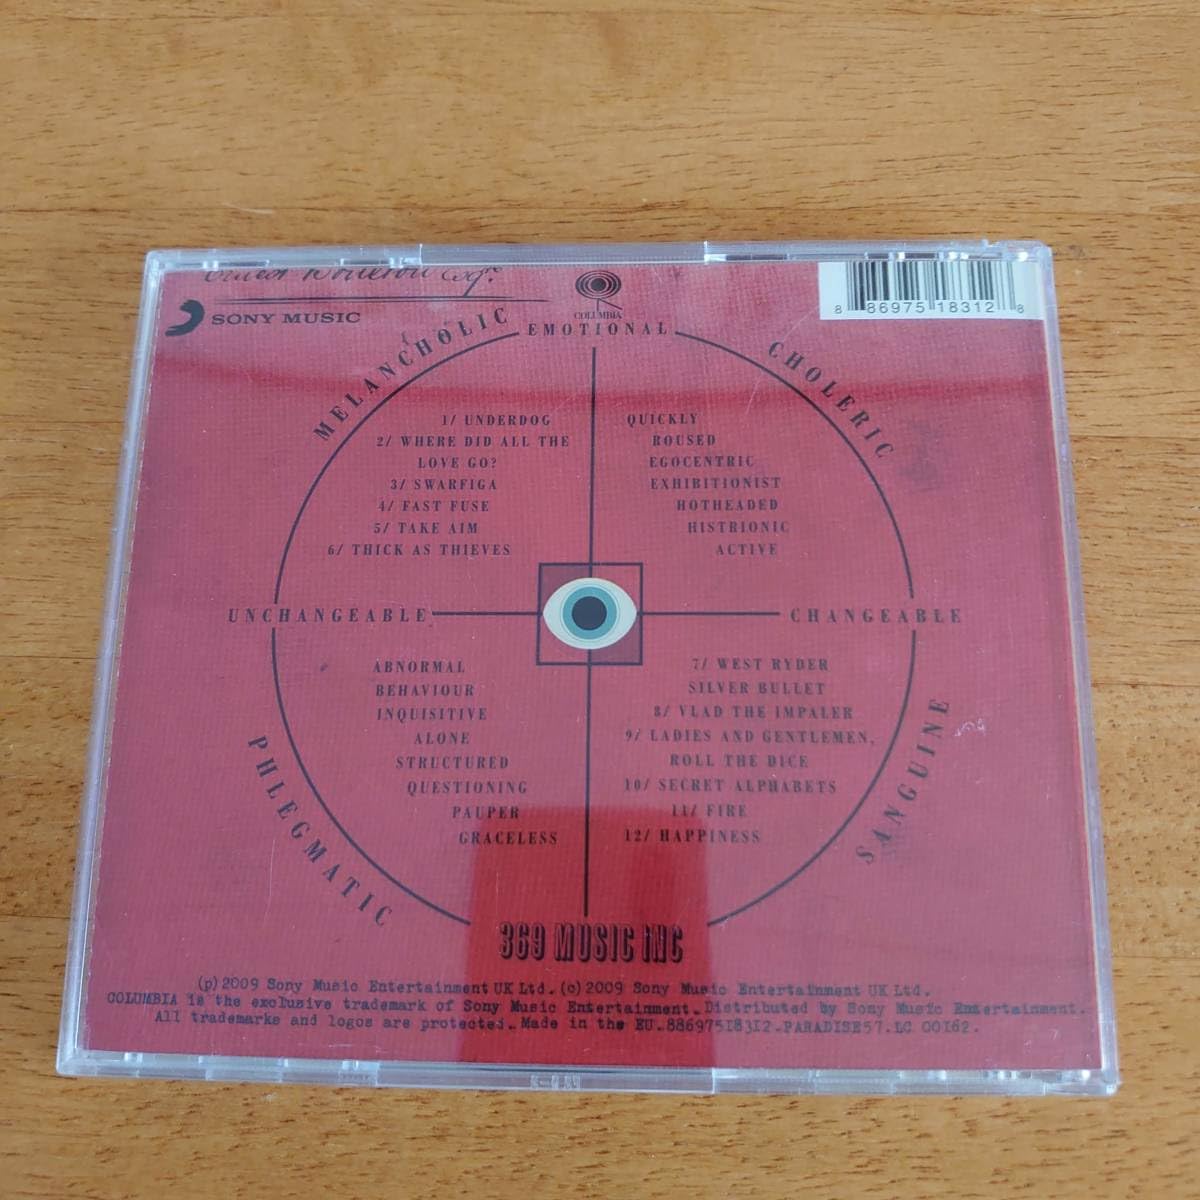 SONY MUSIC
COLUMBIA
8 86975 18312 8
MELANCHOLIC
EMOTIONAL
CHOLERIC
1/ UNDERDOG
2/ WHERE DID ALL THE
LOVE GO?
3/ SWARFIGA
4/ FAST FUSE
5/ TAKE AIM
6/ THICK AS THIEVES
QUICKLY
ROUSED
EGOCENTRIC
EXHIBITIONIST
HOTHEADED
HISTRIONIC
ACTIVE
UNCHANGEABLE
CHANGEABLE
ABNORMAL
BEHAVIOUR
INQUISITIVE
ALONE
STRUCTURED
QUESTIONING
PAUPER
GRACELESS
7/ WEST RYDER
SILVER BULLET
8/ VLAD THE IMPALER
9/ LADIES AND GENTLEMEN,
ROLL THE DICE
10/ SECRET ALPHABETS
11/ FIRE
12/ HAPPINESS
PHLEGMATIC
SANGUINE
369 MUSIC INC
(p) 2009 Sony Music Entertainment UK Ltd. (c) 2009 Sony Music Entertainment UK Ltd.
COLUMBIA is the exclusive trademark of Sony Music Entertainment. Distributed by Sony Music Entertainment.
All trademarks and logos are protected. Made in the EU. 88697518312. PARADISE57. LC 00162.